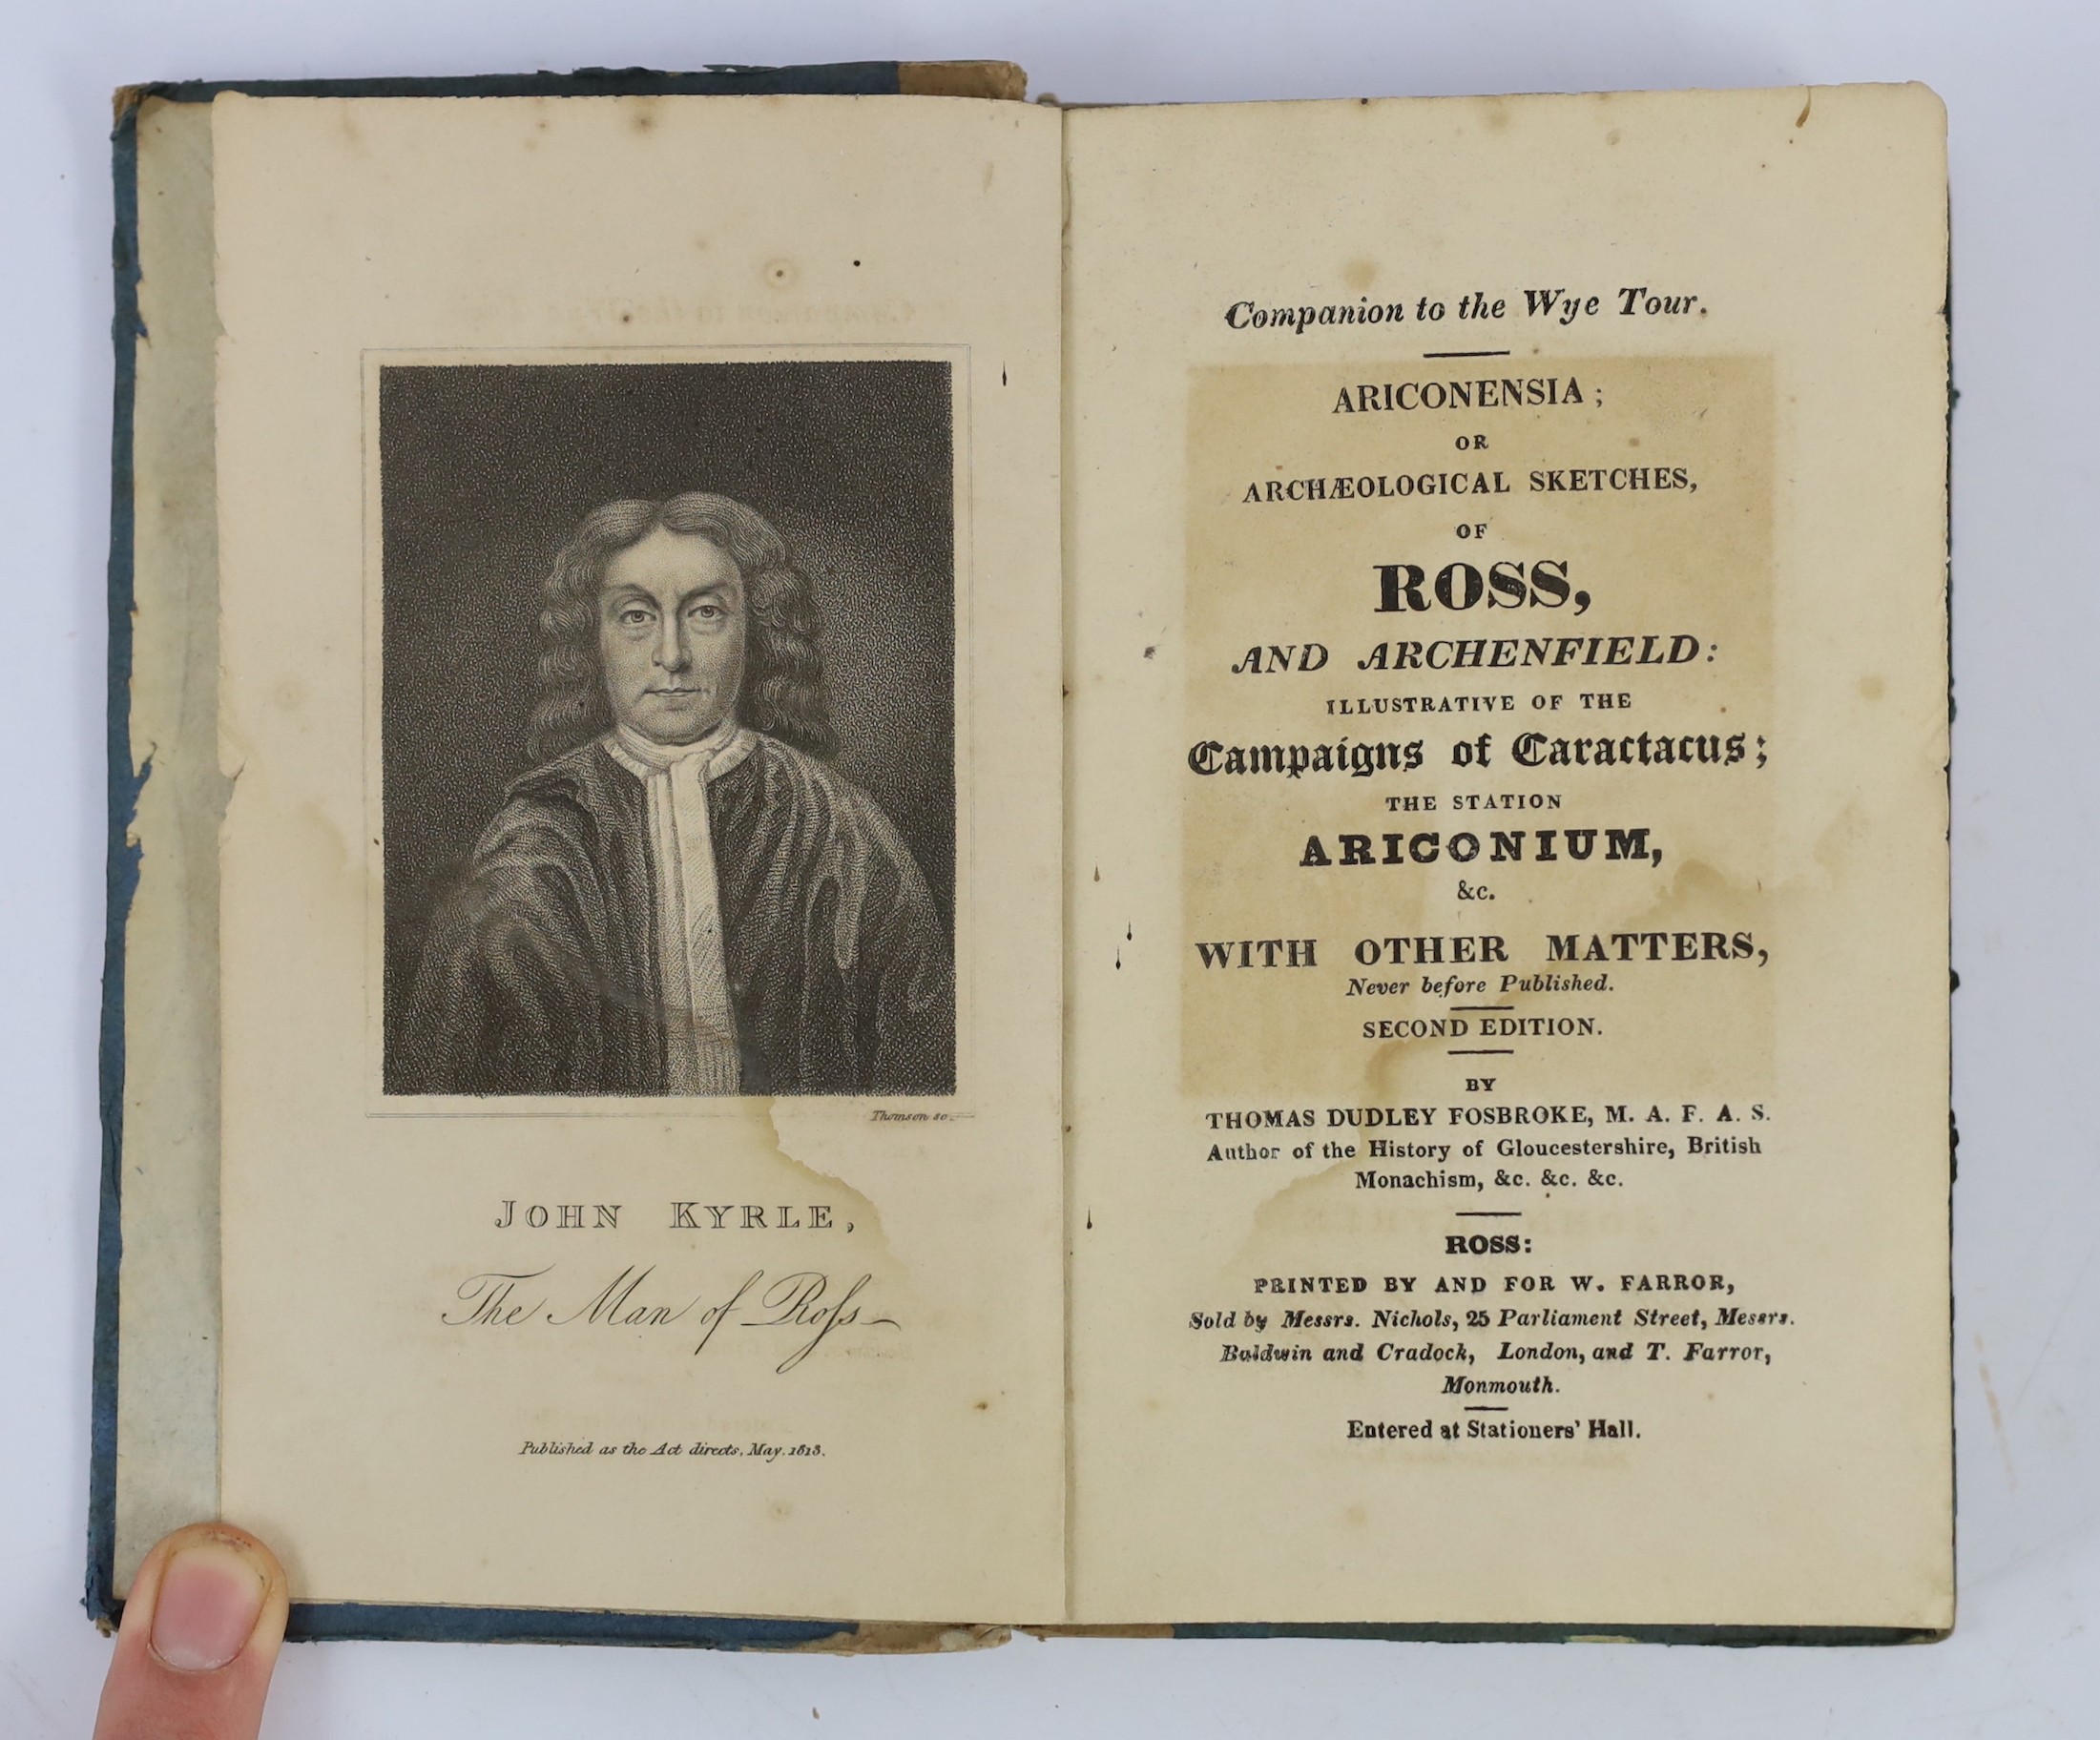 Thomson sc.
JOHN KYRLE,
The Man of Roſs
Published as the Act directs, May. 1818.
Companion to the Wye Tour.
ARICONENSIA;
OR
ARCHÆOLOGICAL SKETCHES,
OF
ROSS,
AND ARCHENFIELD:
ILLUSTRATIVE OF THE
Campaigns of Caractacus;
THE STATION
ARICONIUM,
&c.
WITH OTHER MATTERS,
Never before Published.
SECOND EDITION.
BY
THOMAS DUDLEY FOSBROKE, M. A. F. A. S.
Author of the History of Gloucestershire, British
Monachism, &c. &c. &c.
ROSS:
PRINTED BY AND FOR W. FARROR,
Sold by Messrs. Nichols, 25 Parliament Street, Messrs.
Baldwin and Cradock, London, and T. Farror,
Monmouth.
Entered at Stationers' Hall.